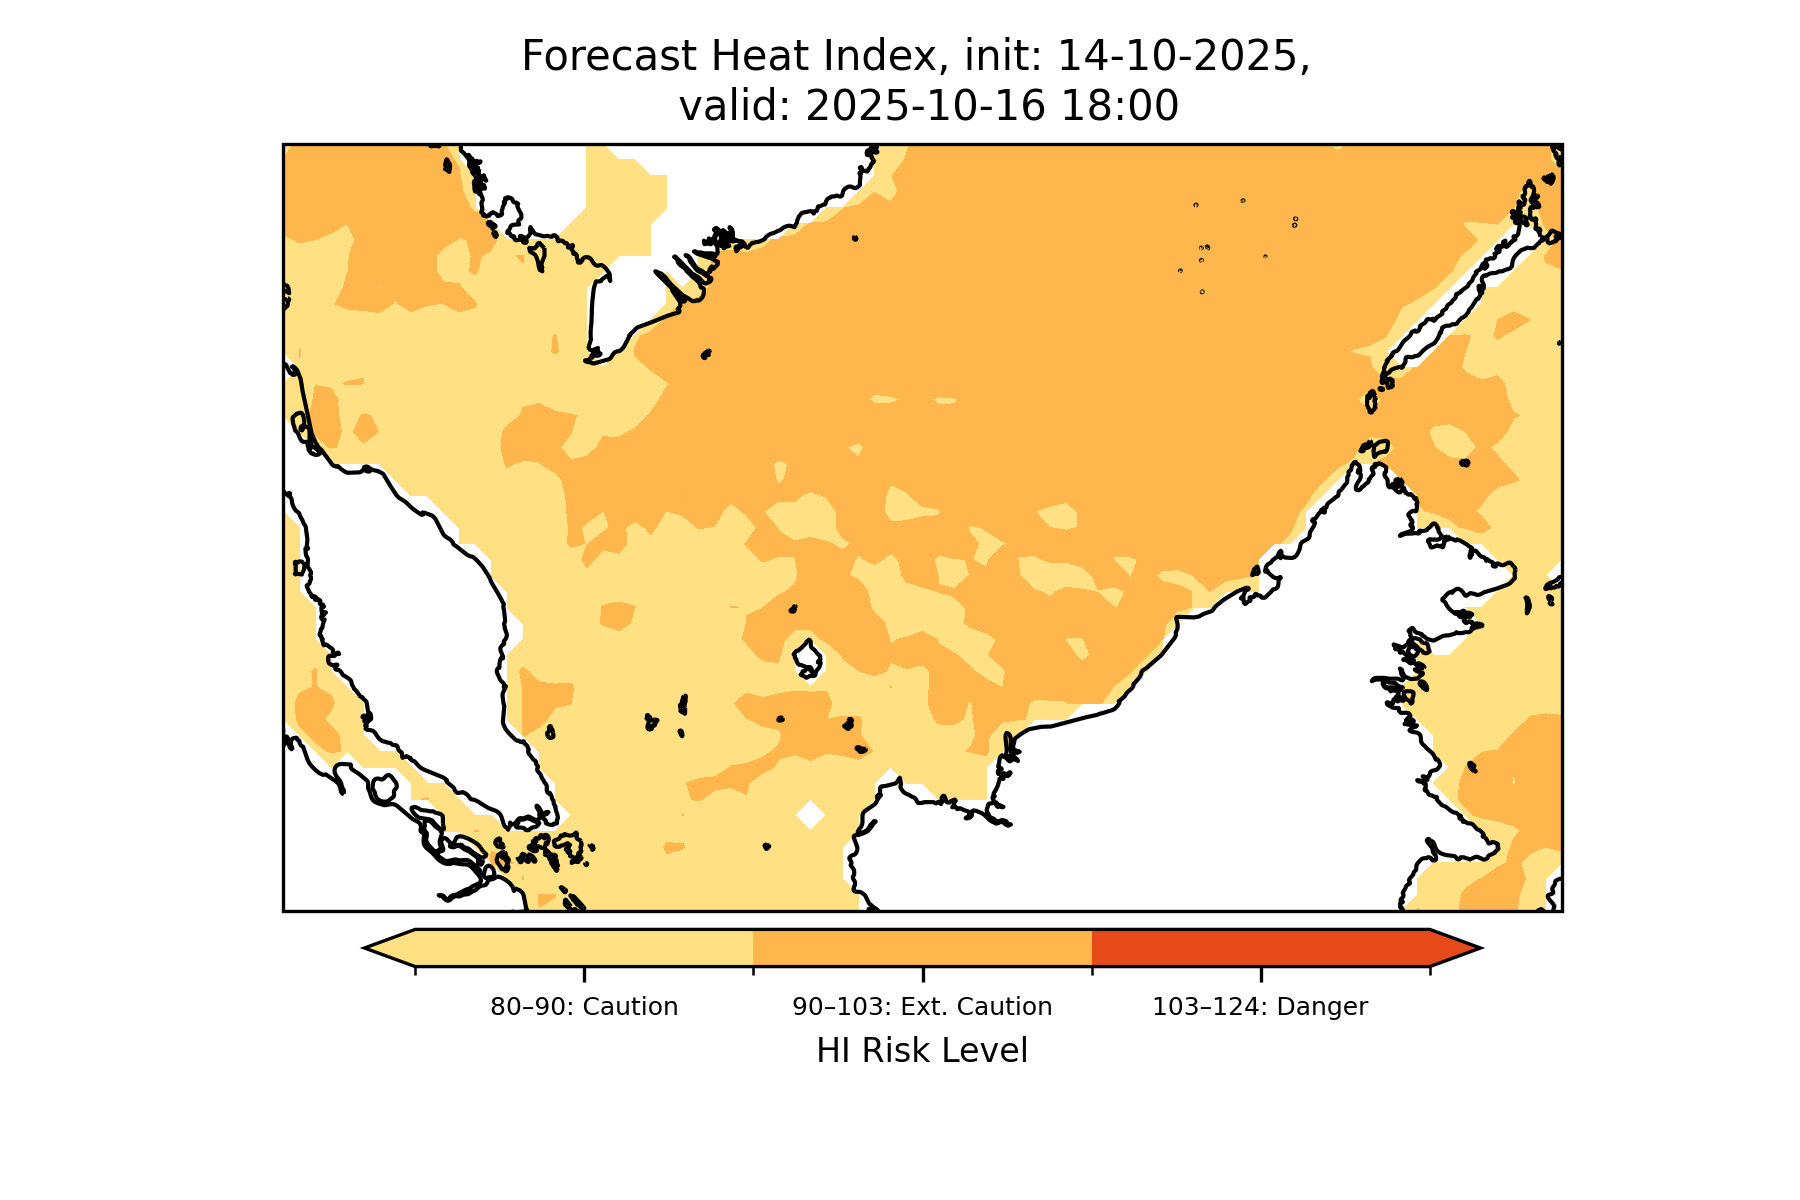 Forecast Heat Index, init: 14-10-2025,
valid: 2025-10-16 18:00
80–90: Caution
90–103: Ext. Caution
103–124: Danger
HI Risk Level